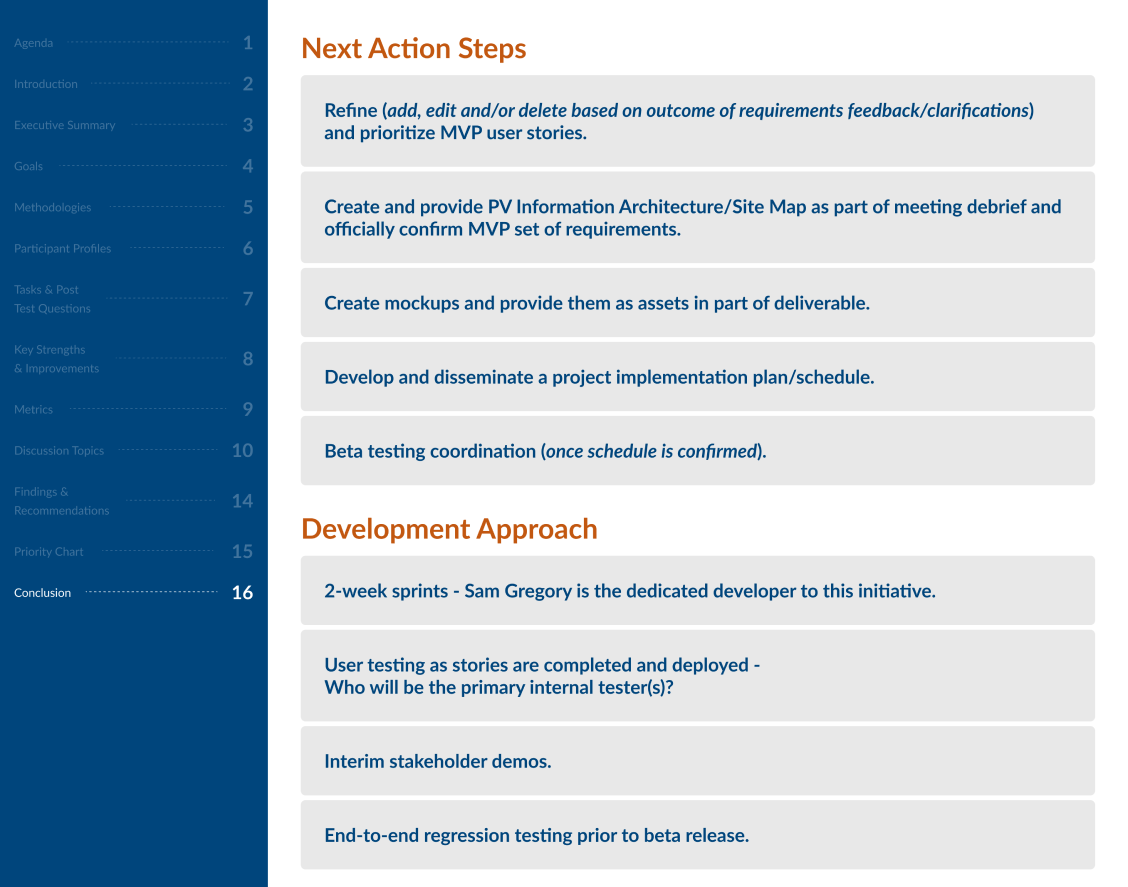 Agenda 1
Introduction 2
Executive Summary 3
Goals 4
Methodologies 5
Participant Profiles 6
Tasks & Post
Test Questions 7
Key Strengths
& Improvements 8
Metrics 9
Discussion Topics 10
Findings &
Recommendations 14
Priority Chart 15
Conclusion 16
Next Action Steps
Refine (add, edit and/or delete based on outcome of requirements feedback/clarifications)
and prioritize MVP user stories.
Create and provide PV Information Architecture/Site Map as part of meeting debrief and
officially confirm MVP set of requirements.
Create mockups and provide them as assets in part of deliverable.
Develop and disseminate a project implementation plan/schedule.
Beta testing coordination (once schedule is confirmed).
Development Approach
2-week sprints - Sam Gregory is the dedicated developer to this initiative.
User testing as stories are completed and deployed -
Who will be the primary internal tester(s)?
Interim stakeholder demos.
End-to-end regression testing prior to beta release.